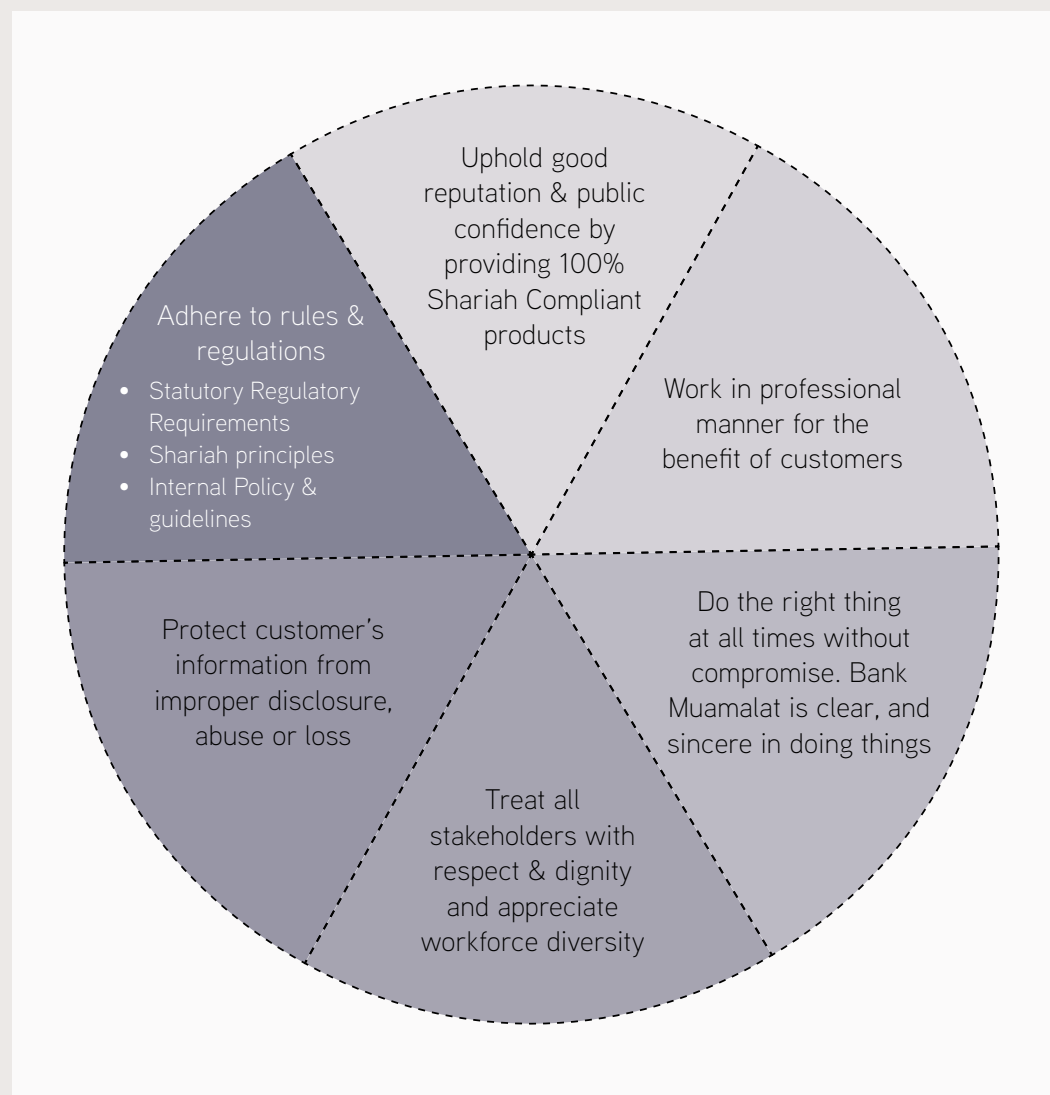 Uphold good
reputation & public
confidence by
providing 100%
Shariah Compliant
products
Work in professional
manner for the
benefit of customers
Do the right thing
at all times without
compromise. Bank
Muamalat is clear, and
sincere in doing things
Treat all
stakeholders with
respect & dignity
and appreciate
workforce diversity
Protect customer’s
information from
improper disclosure,
abuse or loss
Adhere to rules &
regulations
• Statutory Regulatory
Requirements
• Shariah principles
• Internal Policy &
guidelines